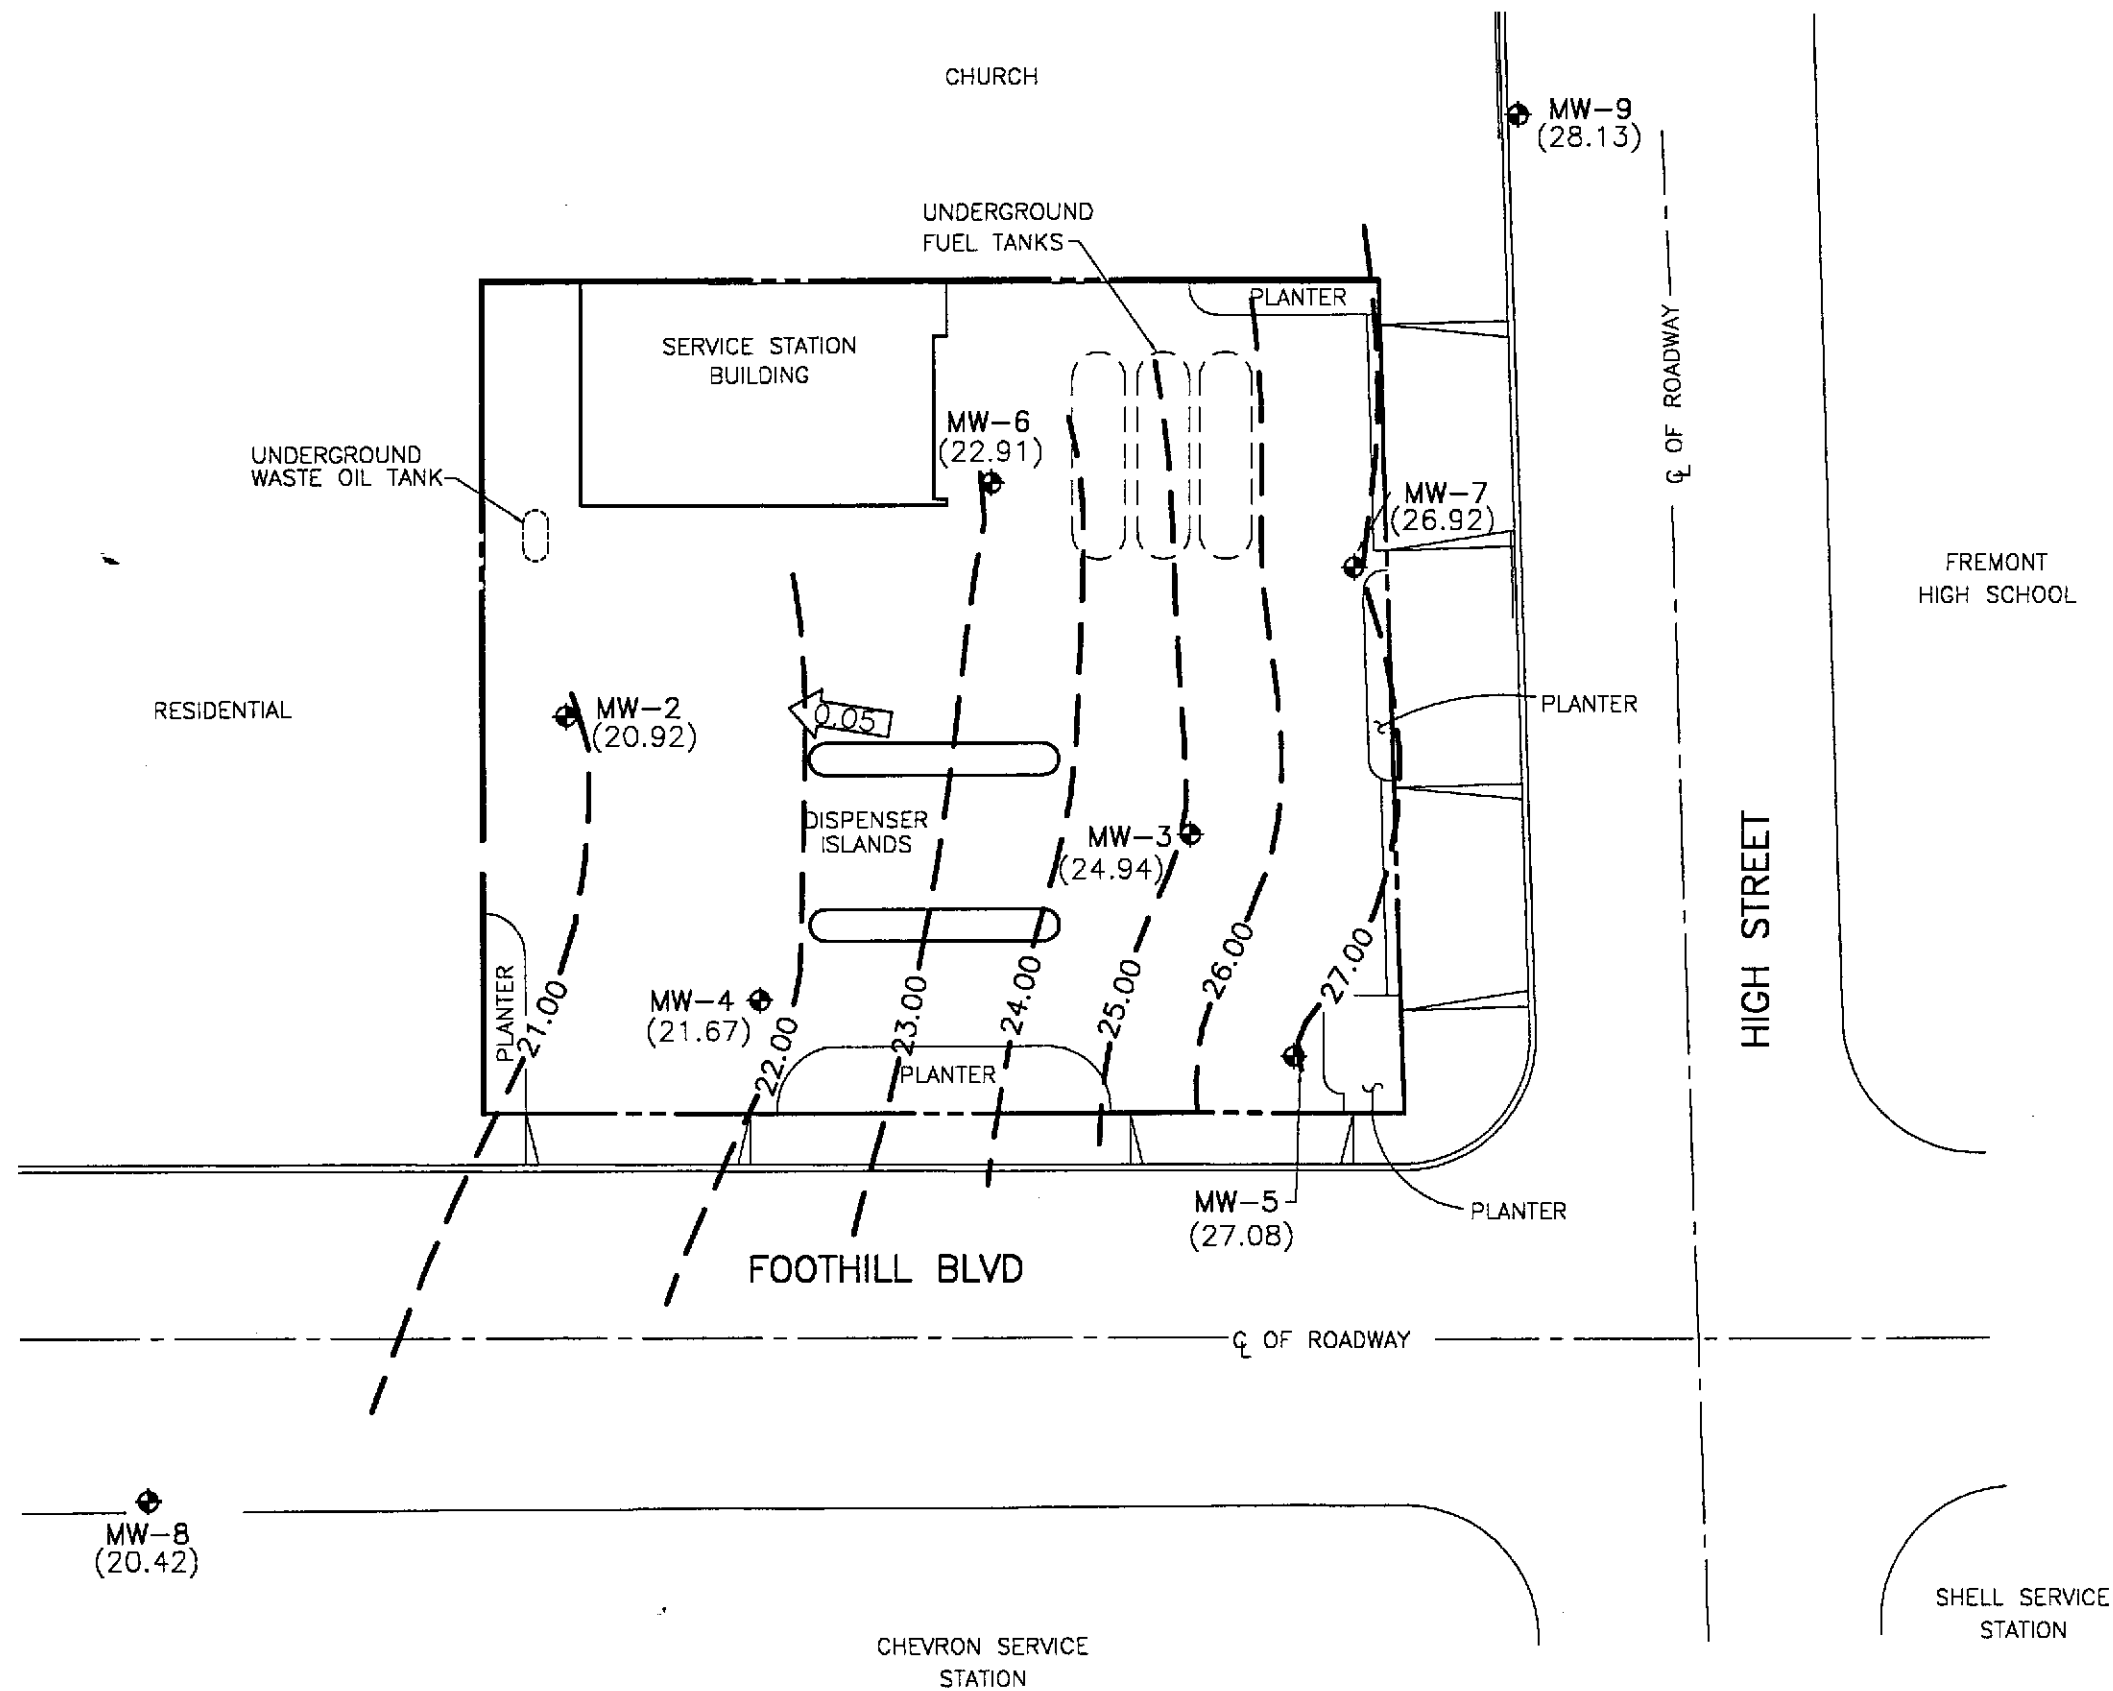 CHURCH
MW-9
(28.13)
UNDERGROUND
FUEL TANKS
PLANTER
SERVICE STATION
BUILDING
℄ OF ROADWAY
MW-6
(22.91)
UNDERGROUND
WASTE OIL TANK
MW-7
(26.92)
FREMONT
HIGH SCHOOL
RESIDENTIAL
MW-2
(20.92)
0.05
PLANTER
DISPENSER
ISLANDS
MW-3
(24.94)
HIGH STREET
PLANTER
21.00
MW-4
(21.67)
22.00
23.00
24.00
25.00
26.00
27.00
PLANTER
MW-5
(27.08)
PLANTER
FOOTHILL BLVD
℄ OF ROADWAY
MW-8
(20.42)
SHELL SERVICE
STATION
CHEVRON SERVICE
STATION